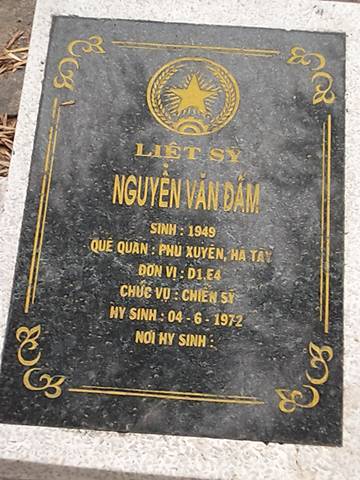 LIỆT SỸ
NGUYỄN VĂN DẤM
SINH : 1949
QUÊ QUÁN : PHÚ XUYÊN, HÀ TÂY
ĐƠN VỊ : D1.E4
CHỨC VỤ : CHIẾN SỸ
HY SINH : 04 - 6 - 1972
NƠI HY SINH :